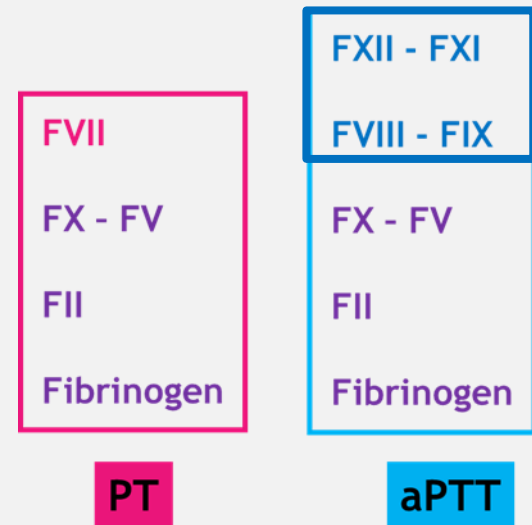 FVII
FX – FV
FII
Fibrinogen
PT
FXII - FXI
FVIII - FIX
FX – FV
FII
Fibrinogen
aPTT